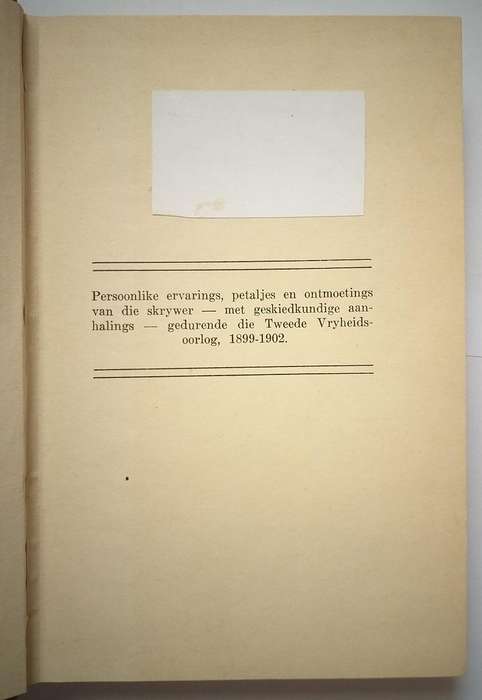 Persoonlike ervarings, petaljes en ontmoetings
van die skrywer — met geskiedkundige aan-
halings — gedurende die Tweede Vryheids-
oorlog, 1899-1902.